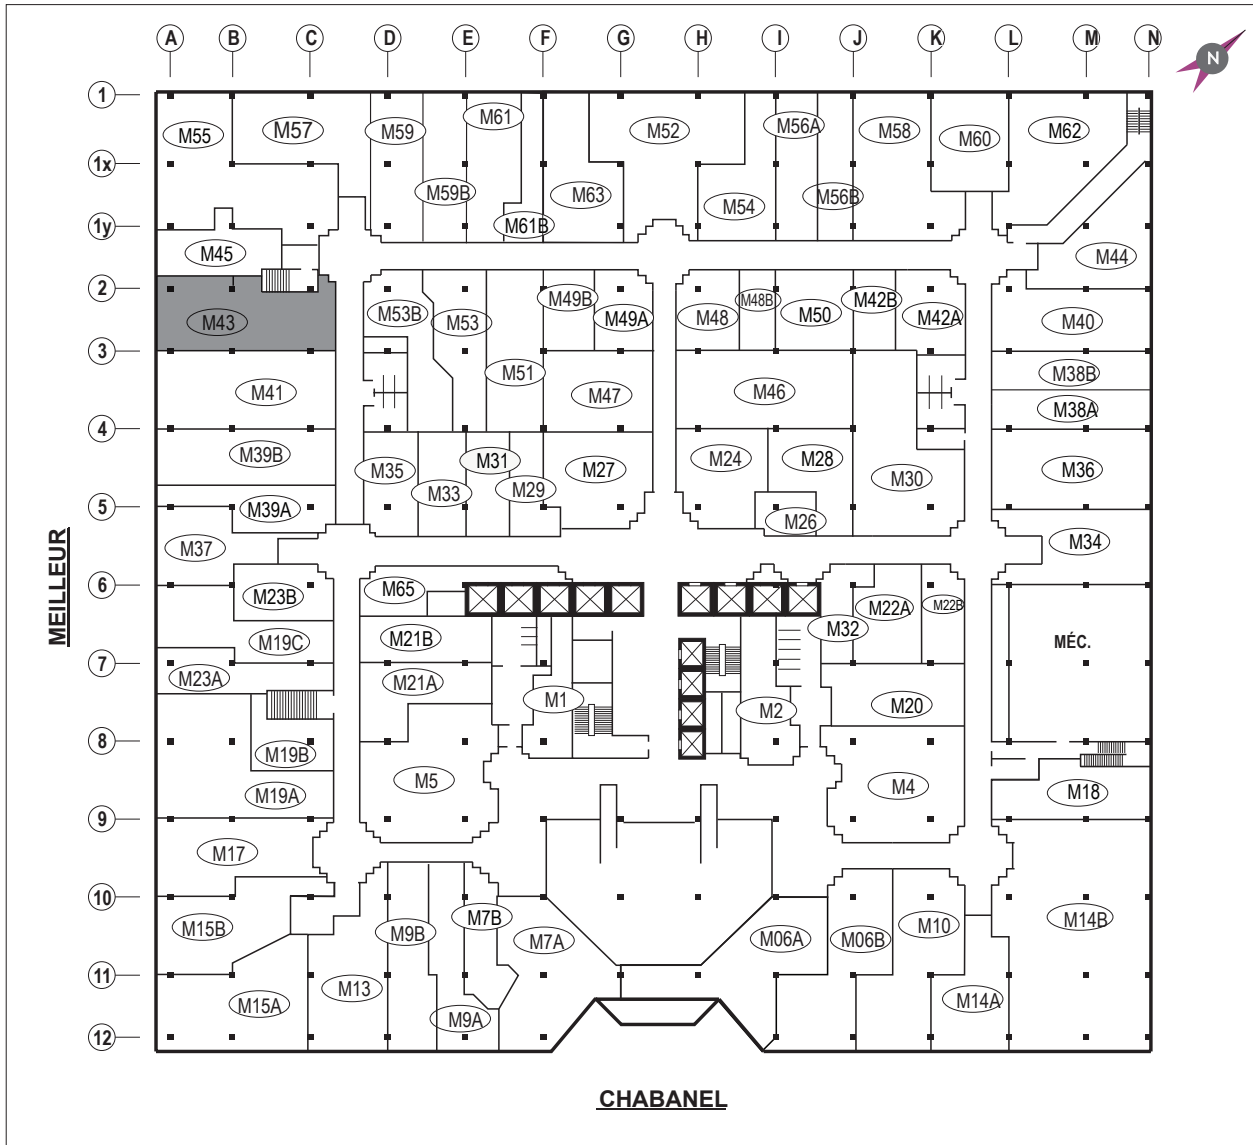 A B C D E F G H I J K L M N
N
1
M55 M57 M59 M61 M52 M56A M58 M60 M62
1x
M59B M63 M54 M56B
1y
M61B
M45 M44
2
M43 M53B M53 M49B M49A M48 M48B M50 M42B M42A M40
3
M41 M51 M47 M46 M38B
M38A
4
M39B M35 M31 M27 M24 M28 M30 M36
M33 M29
5
M39A M26
M37 M34
MEILLEUR
6
M23B M65 M22A M22B
M19C M21B M32 MÉC.
7
M23A M21A M1 M2 M20
8
M19B M5 M4 M18
M19A
9
M17
10
M15B M9B M7B M7A M06A M06B M10 M14B
11
M15A M13 M9A M14A
12
CHABANEL